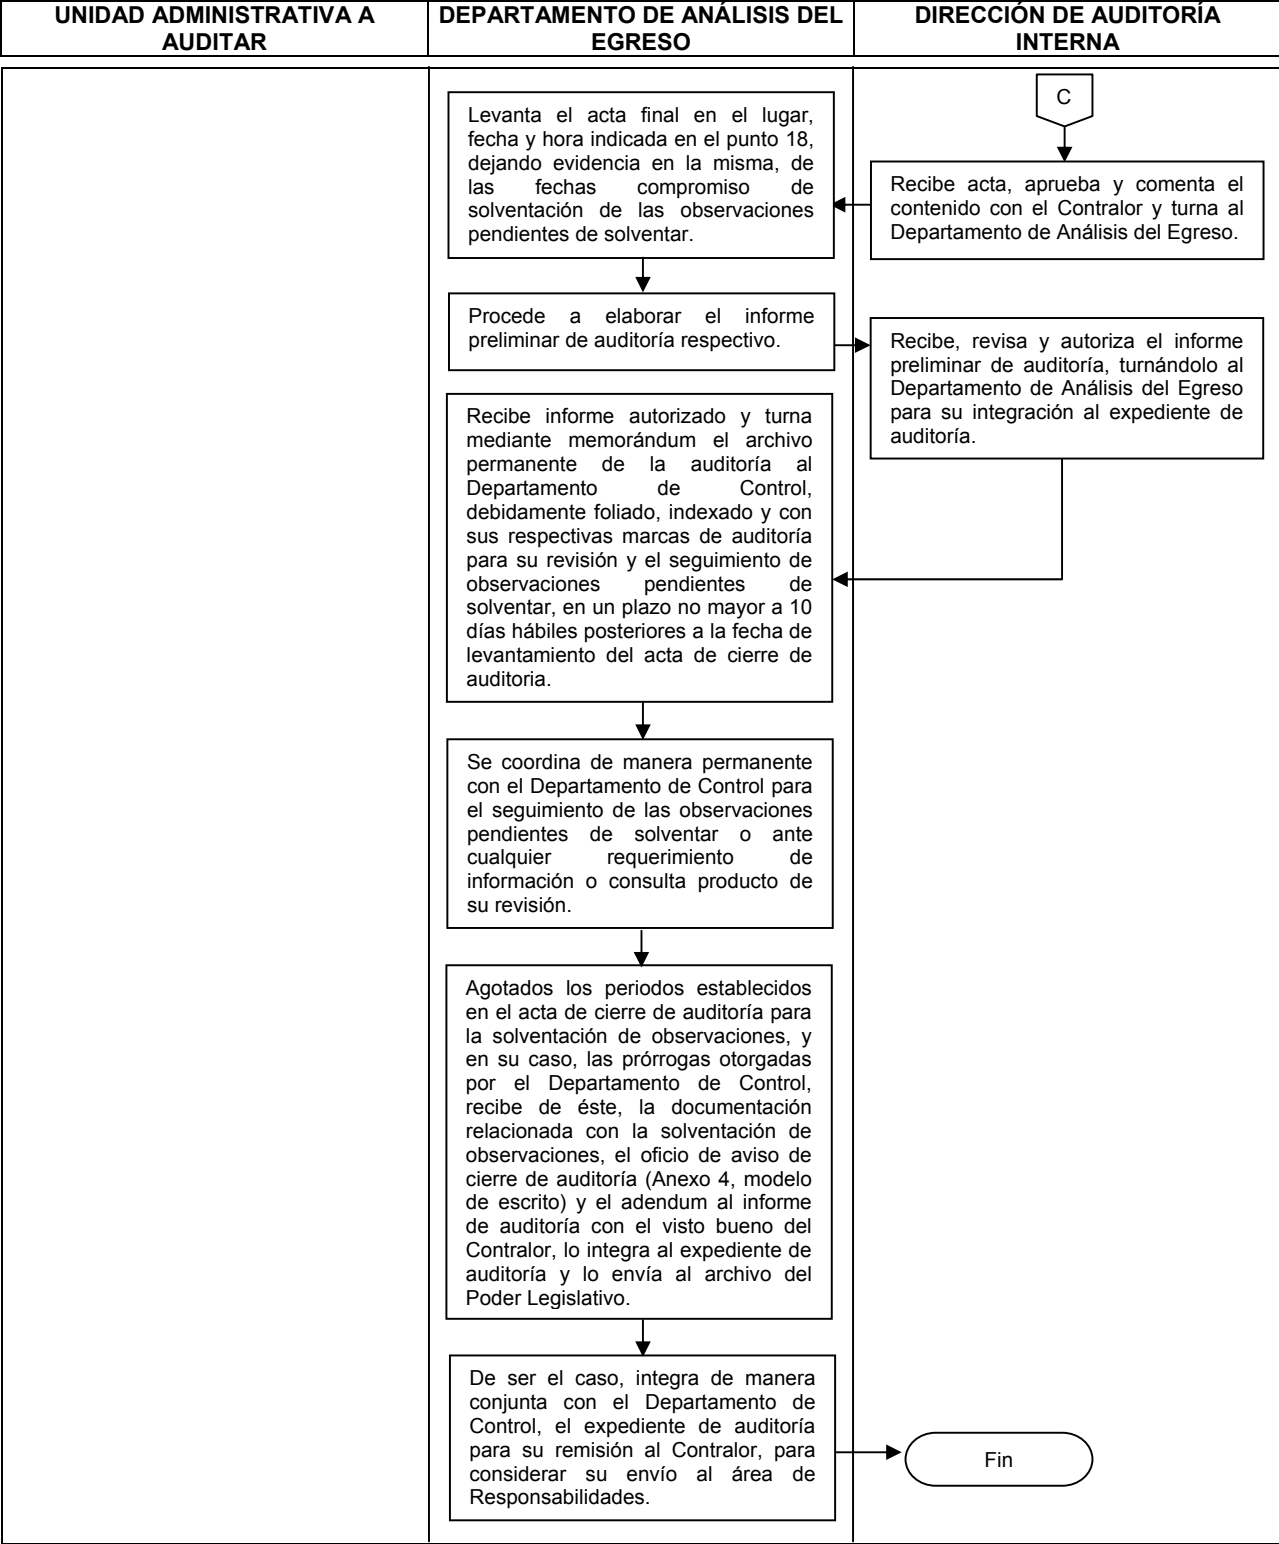 UNIDAD ADMINISTRATIVA A
AUDITAR
DEPARTAMENTO DE ANÁLISIS DEL
EGRESO
DIRECCIÓN DE AUDITORÍA
INTERNA
C
Recibe acta, aprueba y comenta el
contenido con el Contralor y turna al
Departamento de Análisis del Egreso.
Levanta el acta final en el lugar,
fecha y hora indicada en el punto 18,
dejando evidencia en la misma, de
las fechas compromiso de
solventación de las observaciones
pendientes de solventar.
Procede a elaborar el informe
preliminar de auditoría respectivo.
Recibe, revisa y autoriza el informe
preliminar de auditoría, turnándolo al
Departamento de Análisis del Egreso
para su integración al expediente de
auditoría.
Recibe informe autorizado y turna
mediante memorándum el archivo
permanente de la auditoría al
Departamento de Control,
debidamente foliado, indexado y con
sus respectivas marcas de auditoría
para su revisión y el seguimiento de
observaciones pendientes de
solventar, en un plazo no mayor a 10
días hábiles posteriores a la fecha de
levantamiento del acta de cierre de
auditoria.
Se coordina de manera permanente
con el Departamento de Control para
el seguimiento de las observaciones
pendientes de solventar o ante
cualquier requerimiento de
información o consulta producto de
su revisión.
Agotados los periodos establecidos
en el acta de cierre de auditoría para
la solventación de observaciones, y
en su caso, las prórrogas otorgadas
por el Departamento de Control,
recibe de éste, la documentación
relacionada con la solventación de
observaciones, el oficio de aviso de
cierre de auditoría (Anexo 4, modelo
de escrito) y el adendum al informe
de auditoría con el visto bueno del
Contralor, lo integra al expediente de
auditoría y lo envía al archivo del
Poder Legislativo.
De ser el caso, integra de manera
conjunta con el Departamento de
Control, el expediente de auditoría
para su remisión al Contralor, para
considerar su envío al área de
Responsabilidades.
Fin